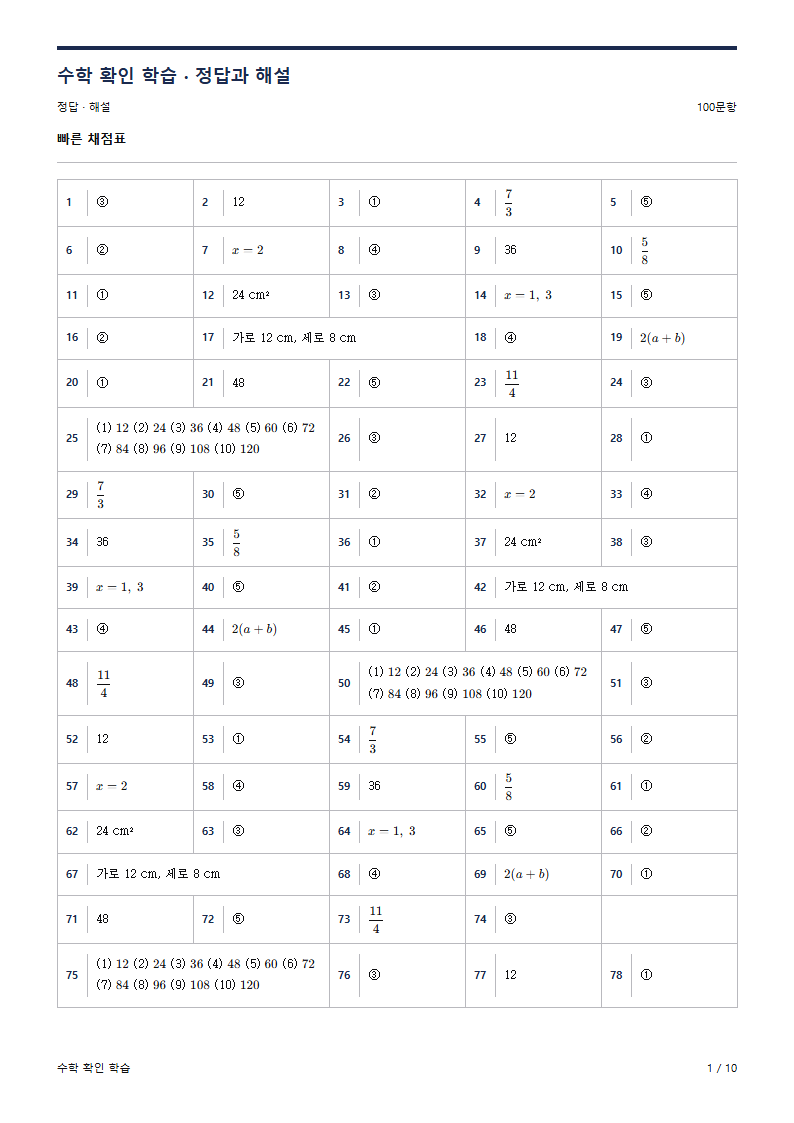 수학 확인 학습 · 정답과 해설
정답 · 해설 100문항
빠른 채점표
1 ③ 2 12 3 ① 4 7/3 5 ⑤
6 ② 7 x = 2 8 ④ 9 36 10 5/8
11 ① 12 24 cm² 13 ③ 14 x = 1, 3 15 ⑤
16 ② 17 가로 12 cm, 세로 8 cm 18 ④ 19 2(a + b)
20 ① 21 48 22 ⑤ 23 11/4 24 ③
25 (1) 12 (2) 24 (3) 36 (4) 48 (5) 60 (6) 72
(7) 84 (8) 96 (9) 108 (10) 120 26 ③ 27 12 28 ①
29 7/3 30 ⑤ 31 ② 32 x = 2 33 ④
34 36 35 5/8 36 ① 37 24 cm² 38 ③
39 x = 1, 3 40 ⑤ 41 ② 42 가로 12 cm, 세로 8 cm
43 ④ 44 2(a + b) 45 ① 46 48 47 ⑤
48 11/4 49 ③ 50 (1) 12 (2) 24 (3) 36 (4) 48 (5) 60 (6) 72
(7) 84 (8) 96 (9) 108 (10) 120 51 ③
52 12 53 ① 54 7/3 55 ⑤ 56 ②
57 x = 2 58 ④ 59 36 60 5/8 61 ①
62 24 cm² 63 ③ 64 x = 1, 3 65 ⑤ 66 ②
67 가로 12 cm, 세로 8 cm 68 ④ 69 2(a + b) 70 ①
71 48 72 ⑤ 73 11/4 74 ③
75 (1) 12 (2) 24 (3) 36 (4) 48 (5) 60 (6) 72
(7) 84 (8) 96 (9) 108 (10) 120 76 ③ 77 12 78 ①
수학 확인 학습 1 / 10